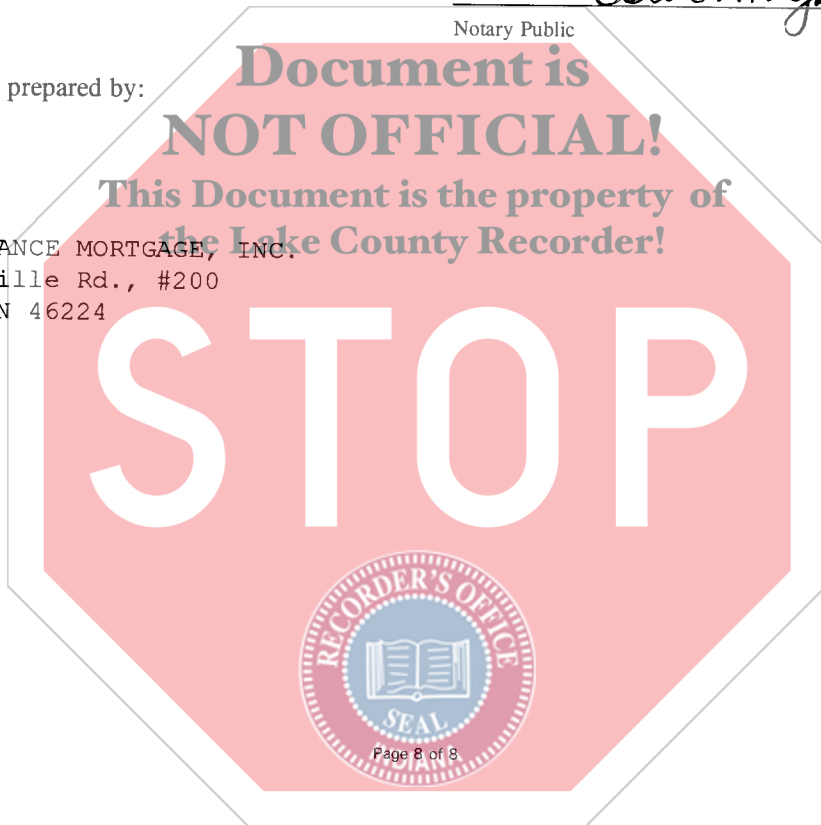 Notary Public
Document is
prepared by:
NOT OFFICIAL!
This Document is the property of
the Lake County Recorder!
ANCE MORTGAGE, INC.
ille Rd., #200
N 46224
STOP
RECORDER'S OFFICE
SEAL
INDIANA
Page 8 of 8